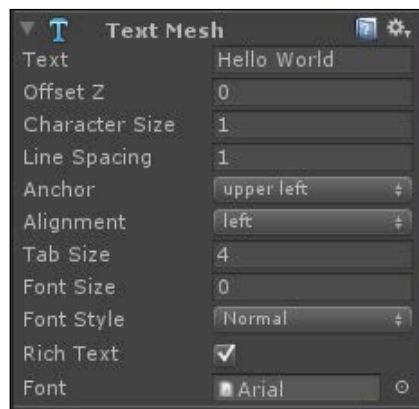 Text Mesh
Text Hello World
Offset Z 0
Character Size 1
Line Spacing 1
Anchor upper left
Alignment left
Tab Size 4
Font Size 0
Font Style Normal
Rich Text
Font Arial